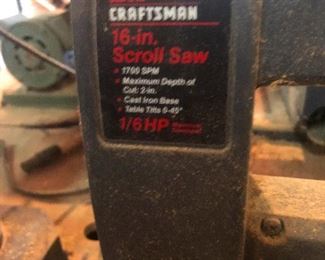 CRAFTSMAN
16-in.
Scroll Saw
• 1700 SPM
• Maximum Depth of
Cut: 2-in.
• Cast Iron Base
• Table Tilts 0-45°
1/6 HP